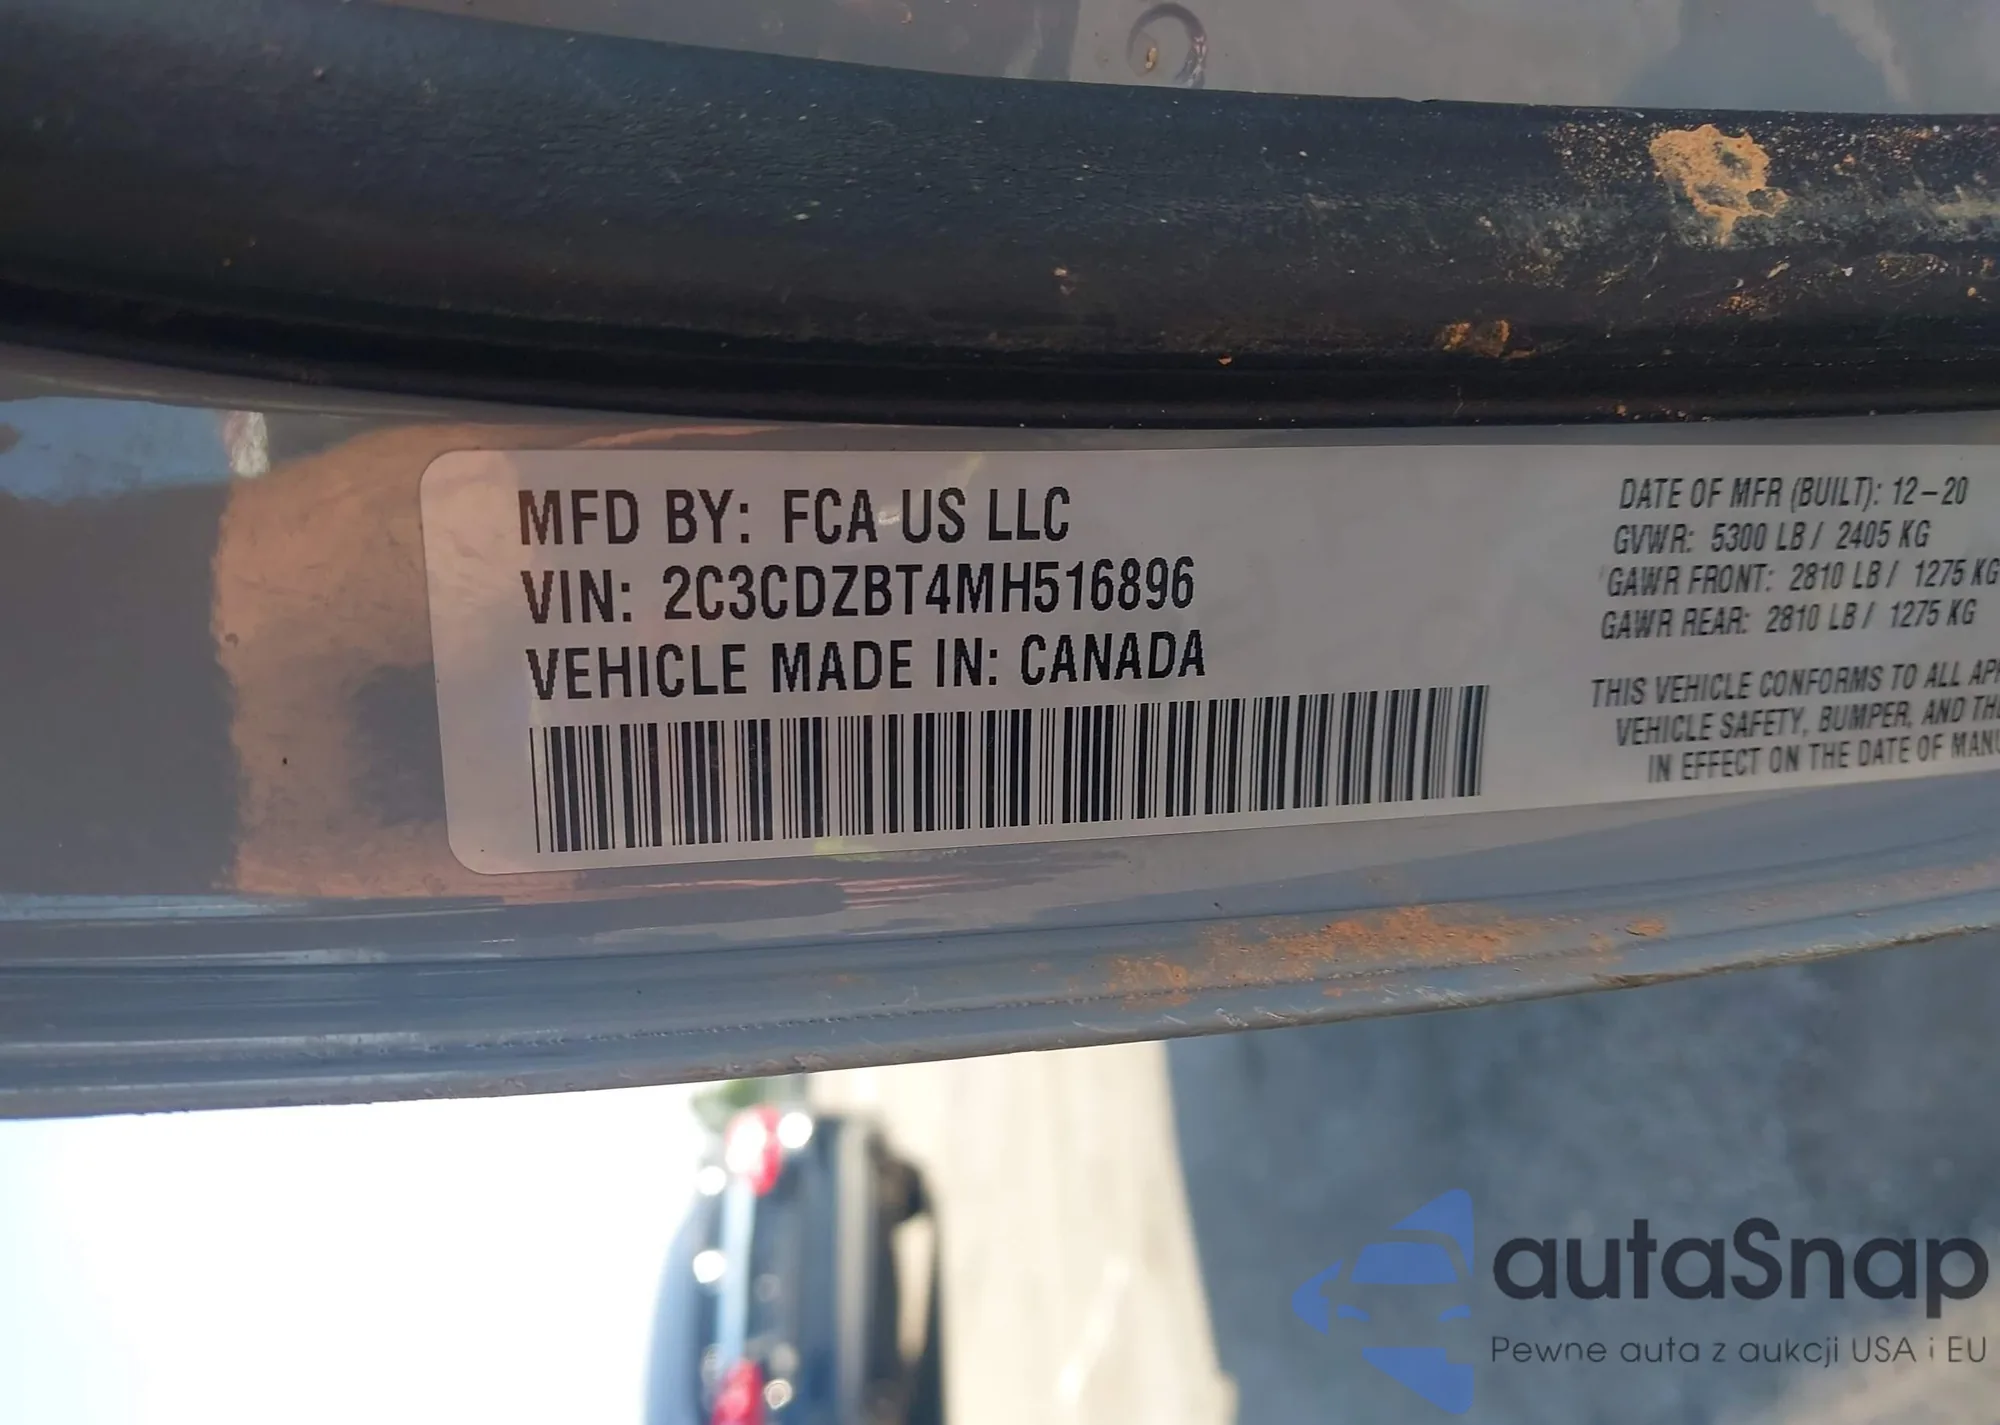 MFD BY: FCA US LLC
VIN: 2C3CDZBT4MH516896
VEHICLE MADE IN: CANADA
DATE OF MFR (BUILT): 12-20
GVWR: 5300 LB / 2405 KG
GAWR FRONT: 2810 LB / 1275 KG
GAWR REAR: 2810 LB / 1275 KG
THIS VEHICLE CONFORMS TO ALL
VEHICLE SAFETY, BUMPER, AND
IN EFFECT ON THE DATE OF
autaSnap
Pewne auta z aukcji USA i EU